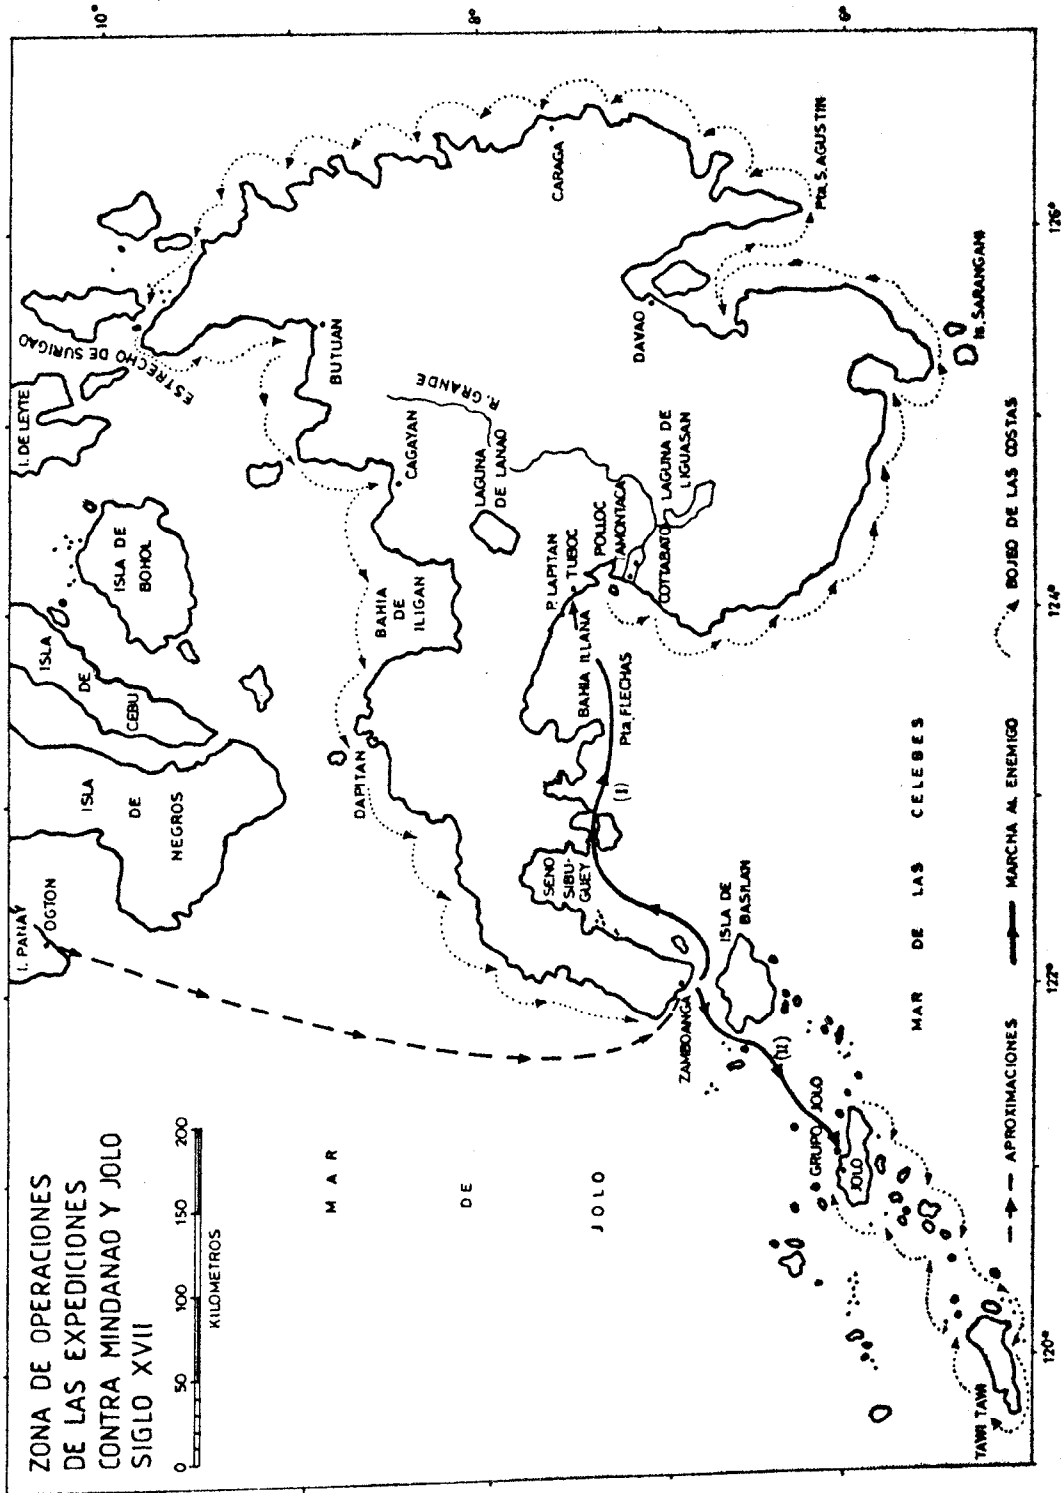 ZONA DE OPERACIONES
DE LAS EXPEDICIONES
CONTRA MINDANAO Y JOLO
SIGLO XVII
0 50 100 150 200
KILOMETROS
10°
8°
6°
I. PANAY
OGTON
ISLA
DE
NEGROS
ISLA
DE
CEBU
ISLA DE
BOHOL
I. DE LEYTE
ESTRECHO DE SURIGAO
BUTUAN
CAGAYAN
R. GRANDE
LAGUNA
DE LANAO
BAHIA
DE
ILIGAN
DAPITAN
SENO
SIBU-
GUEY
P. LAPITAN
TUBOC
POLLOC
TAMONTACA
COTTABATO
LAGUNA DE
LIGUASAN
BAHIA ILLANA
Pta. FLECHAS
(I)
CARAGA
DAVAO
Pta. S. AGUSTIN
Is. SARANGANI
ZAMBOANGA
ISLA DE
BASILAN
(II)
GRUPO JOLO
JOLO
TAWI TAWI
MAR
DE
JOLO
MAR DE LAS CELEBES
APROXIMACIONES
MARCHA AL ENEMIGO
BOJEO DE LAS COSTAS
120°
122°
124°
126°